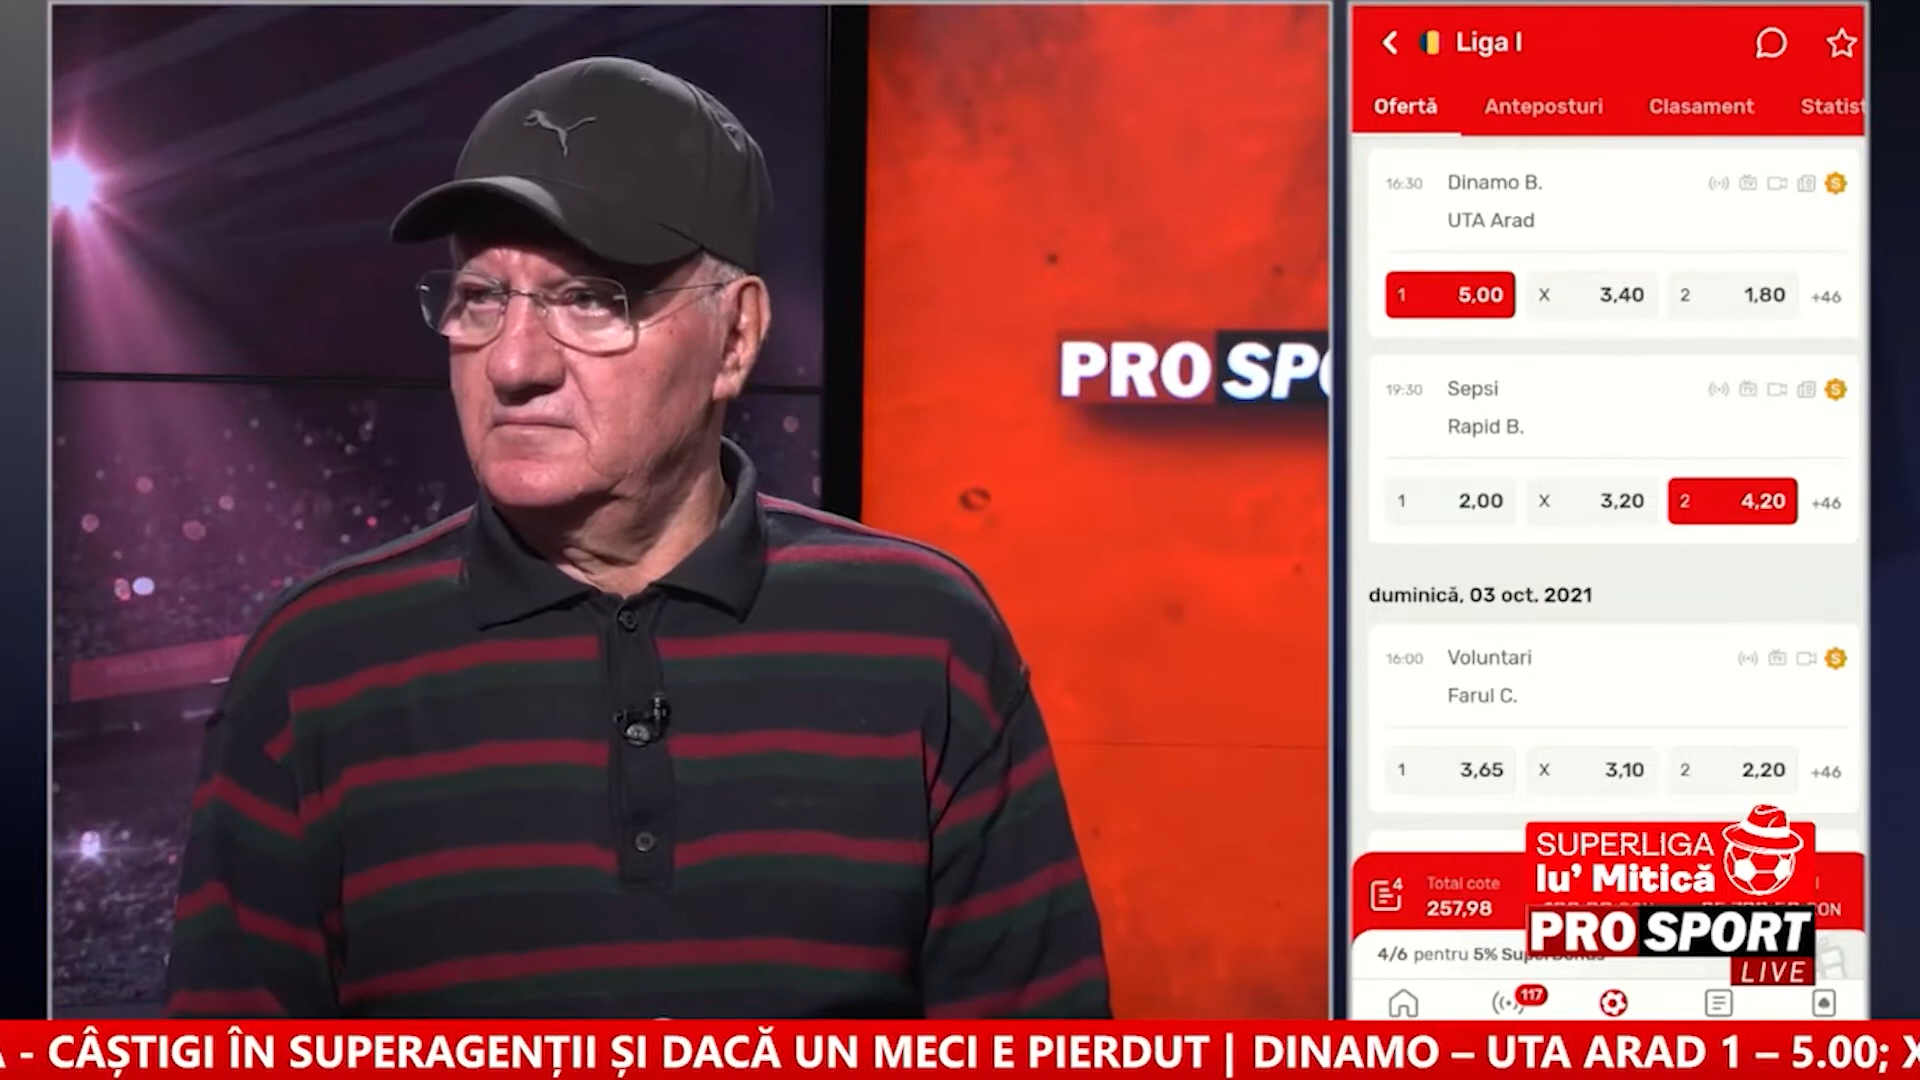 Liga I
Ofertă Anteposturi Clasament Statist
16:30 Dinamo B.
UTA Arad
1 5,00 X 3,40 2 1,80 +46
19:30 Sepsi
Rapid B.
1 2,00 X 3,20 2 4,20 +46
duminică, 03 oct. 2021
16:00 Voluntari
Farul C.
1 3,65 X 3,10 2 2,20 +46
4 Total cote
257,98
4/6 pentru 5% SuperBonus
117
PRO SPO
SUPERLIGA
lu' Mitică
PRO SPORT
LIVE
A - CÂȘTIGI ÎN SUPERAGENȚII ȘI DACĂ UN MECI E PIERDUT | DINAMO – UTA ARAD 1 – 5.00; X